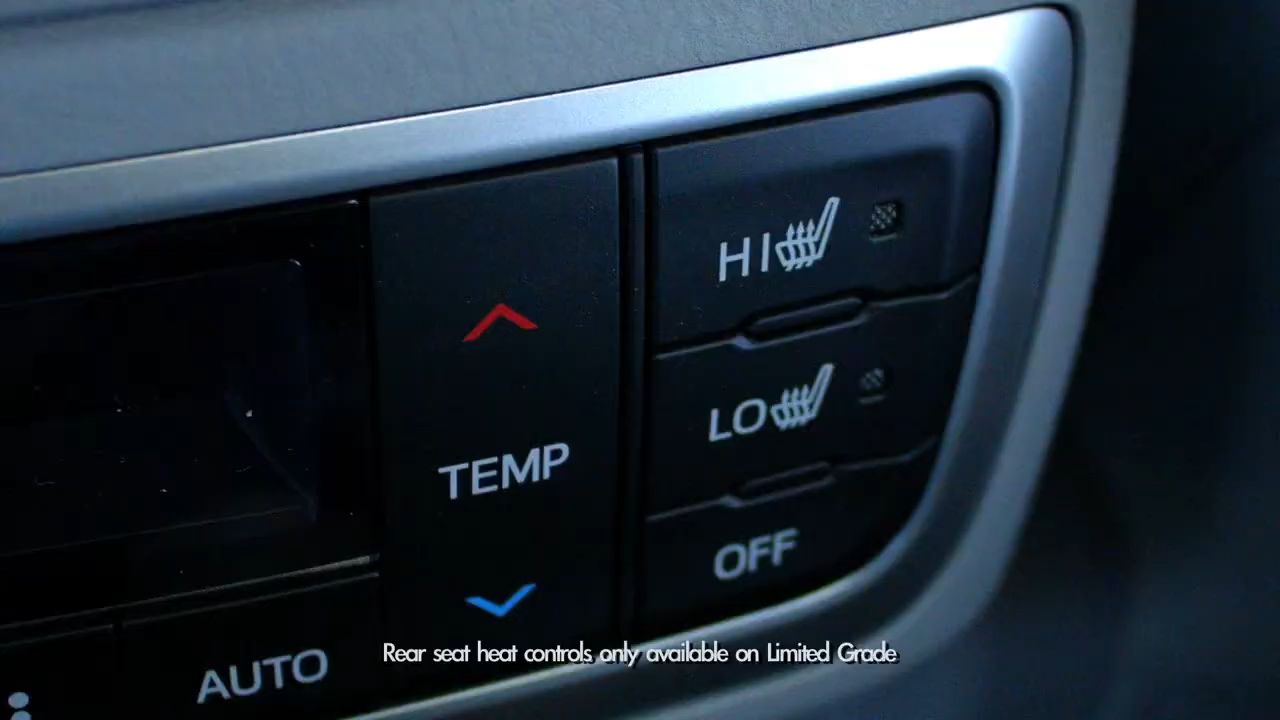 HI
LO
TEMP
OFF
AUTO
Rear seat heat controls only available on Limited Grade